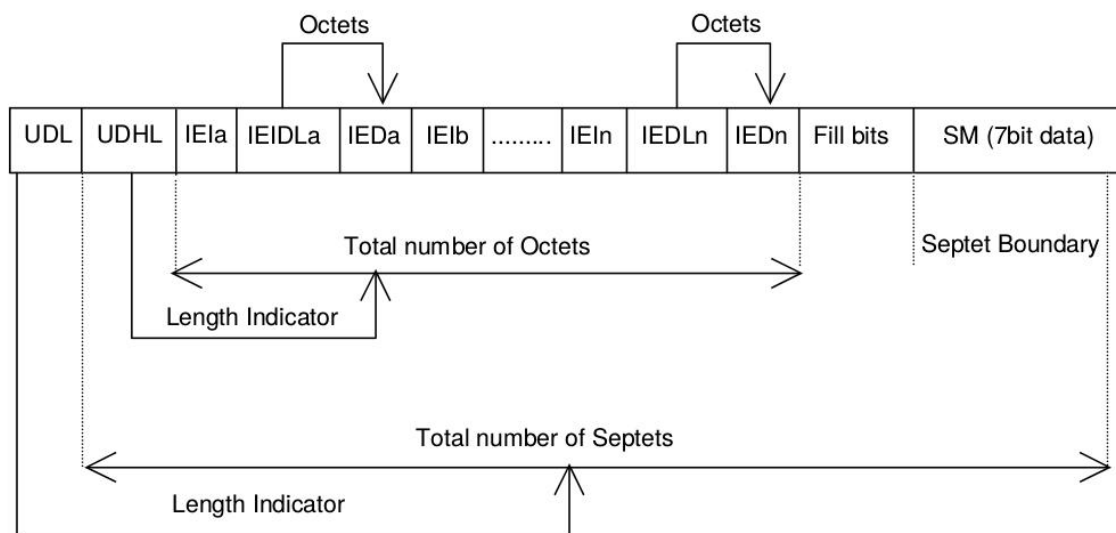 Octets Octets
UDL UDHL IEIa IEIDLa IEDa IEIb ......... IEIn IEDLn IEDn Fill bits SM (7bit data)
Total number of Octets
Septet Boundary
Length Indicator
Total number of Septets
Length Indicator